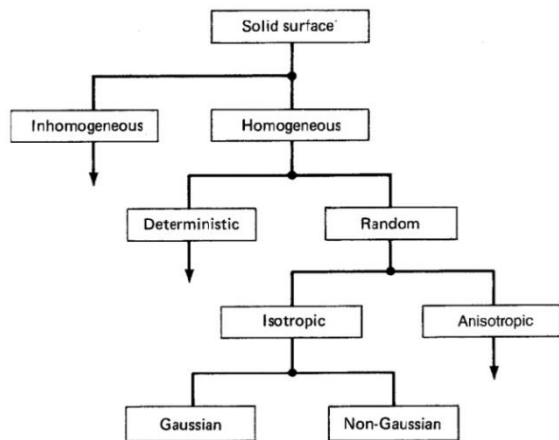 Solid surface
Inhomogeneous
Homogeneous
Deterministic
Random
Isotropic
Anisotropic
Gaussian
Non-Gaussian